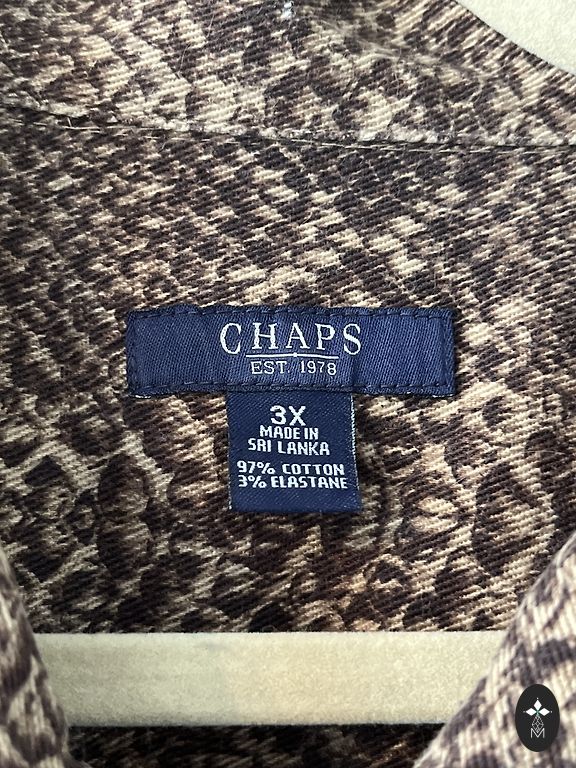 CHAPS
EST 1978
3X
MADE IN
SRI LANKA
97% COTTON
3% ELASTANE
M